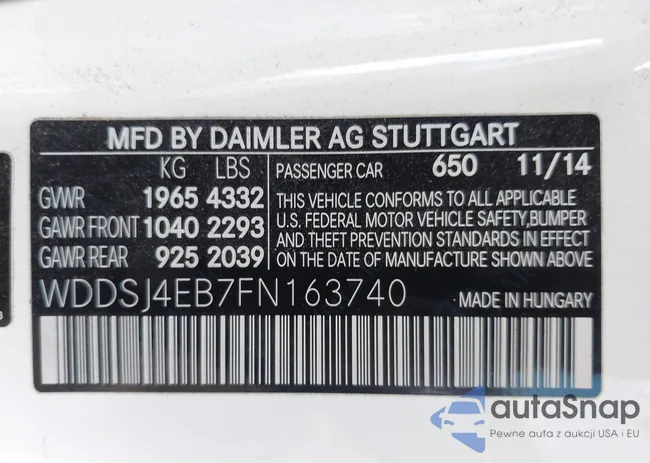 MFD BY DAIMLER AG STUTTGART
KG LBS
GWR 1965 4332
GAWR FRONT 1040 2293
GAWR REAR 925 2039
PASSENGER CAR 650 11/14
THIS VEHICLE CONFORMS TO ALL APPLICABLE
U.S. FEDERAL MOTOR VEHICLE SAFETY,BUMPER
AND THEFT PREVENTION STANDARDS IN EFFECT
ON THE DATE OF MANUFACTURE SHOWN ABOVE
WDDSJ4EB7FN163740 MADE IN HUNGARY
autaSnap
Pewne auta z aukcji USA i EU